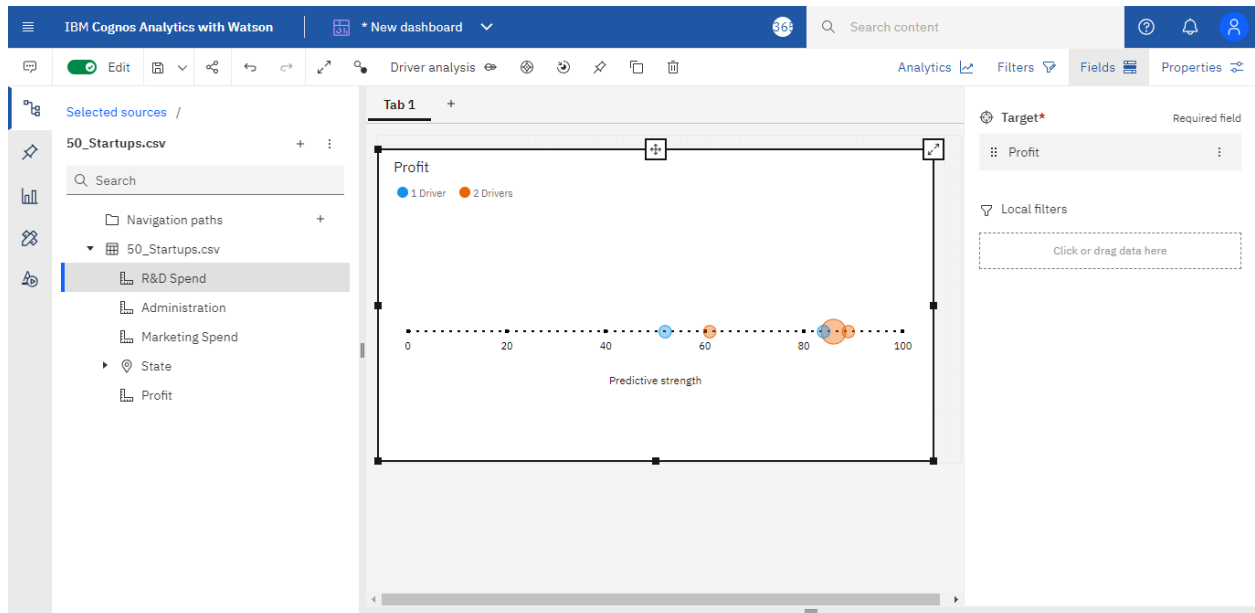 IBM Cognos Analytics with Watson
* New dashboard
365
Search content
Edit
Driver analysis
Analytics
Filters
Fields
Properties
Selected sources /
50_Startups.csv
Search
Navigation paths
50_Startups.csv
R&D Spend
Administration
Marketing Spend
State
Profit
Tab 1
Profit
1 Driver
2 Drivers
0 20 40 60 80 100
Predictive strength
Target*
Required field
Profit
Local filters
Click or drag data here